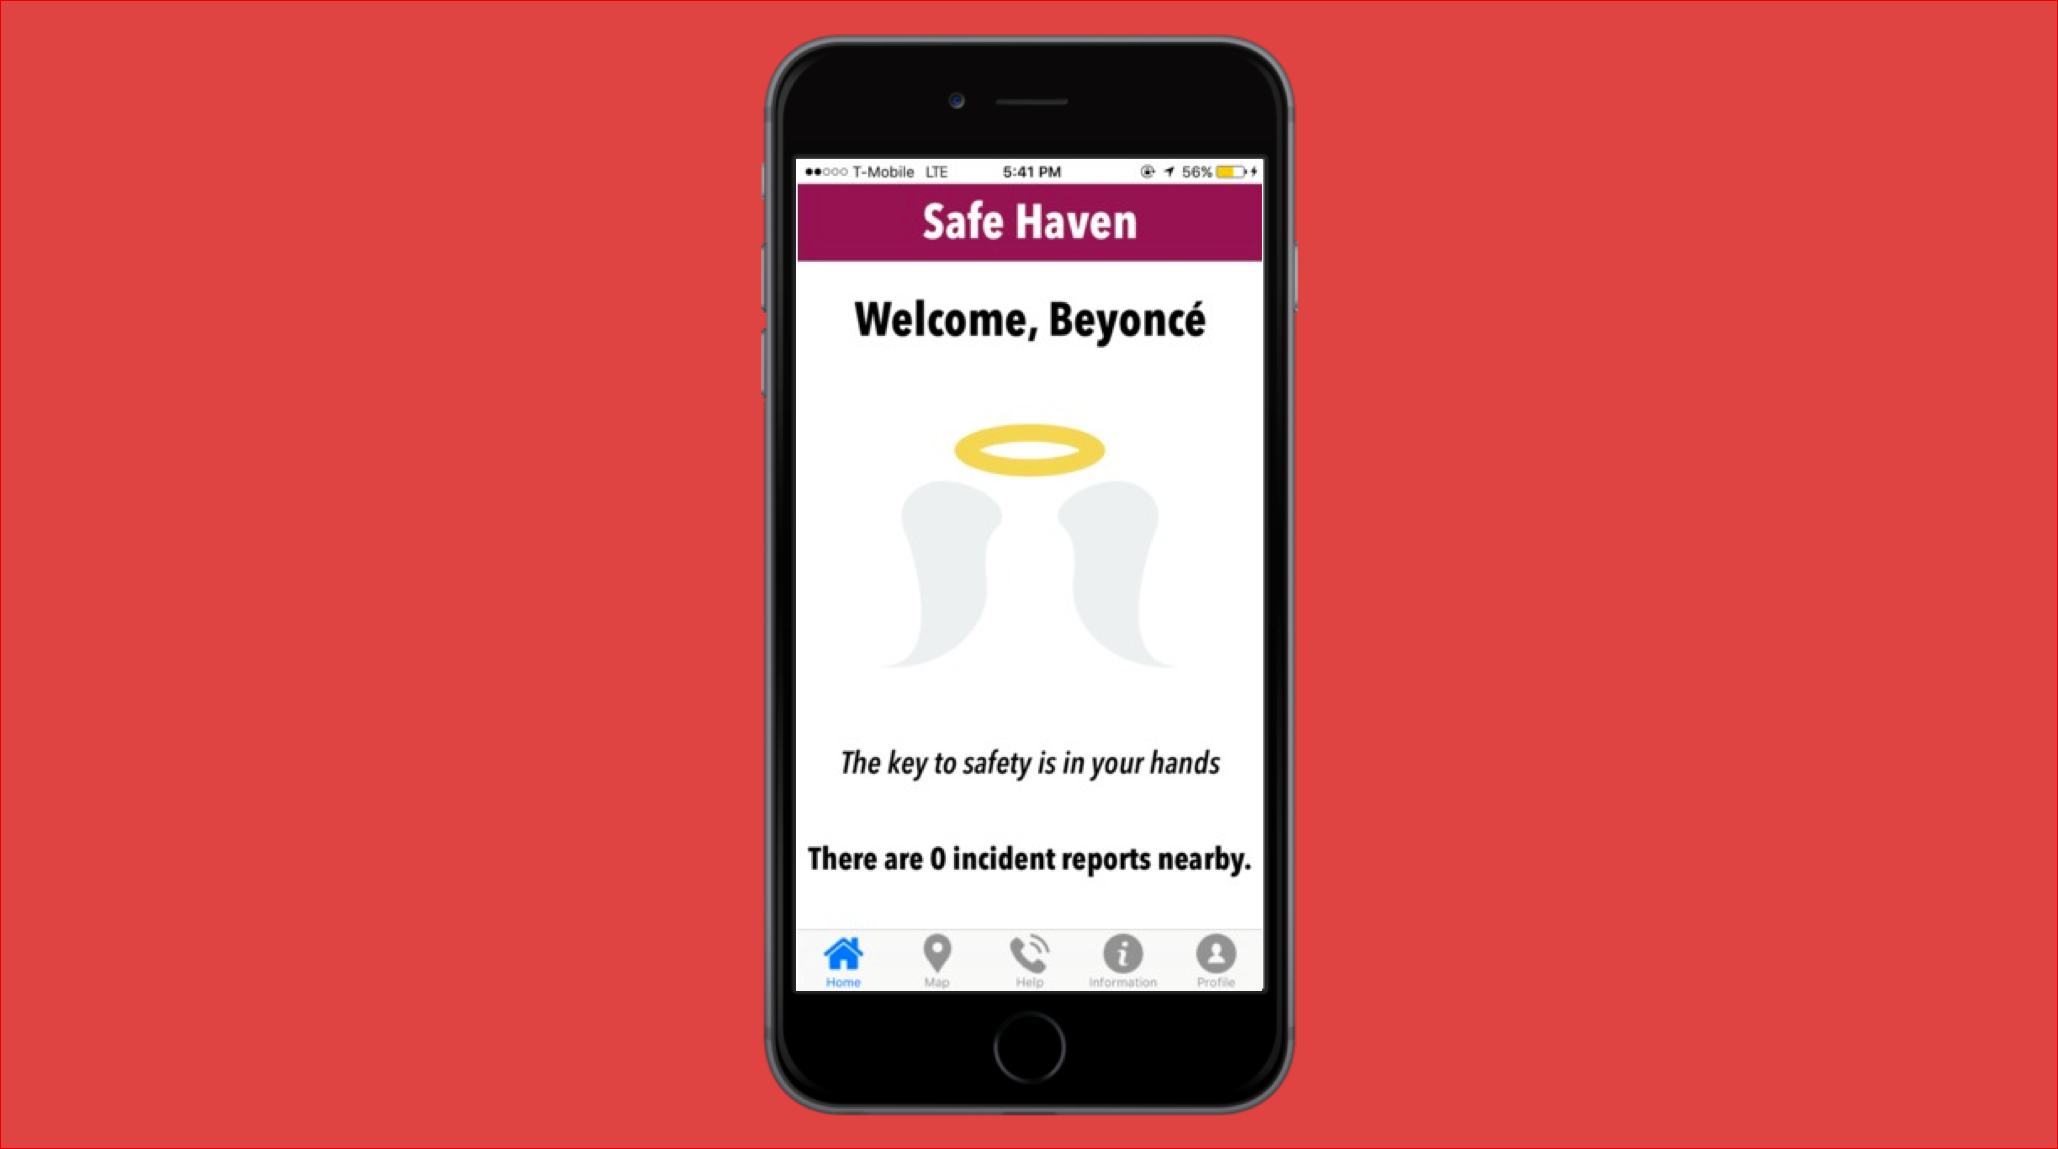 T-Mobile LTE 5:41 PM 56%
Safe Haven
Welcome, Beyoncé
The key to safety is in your hands
There are 0 incident reports nearby.
Home Map Help Information Profile